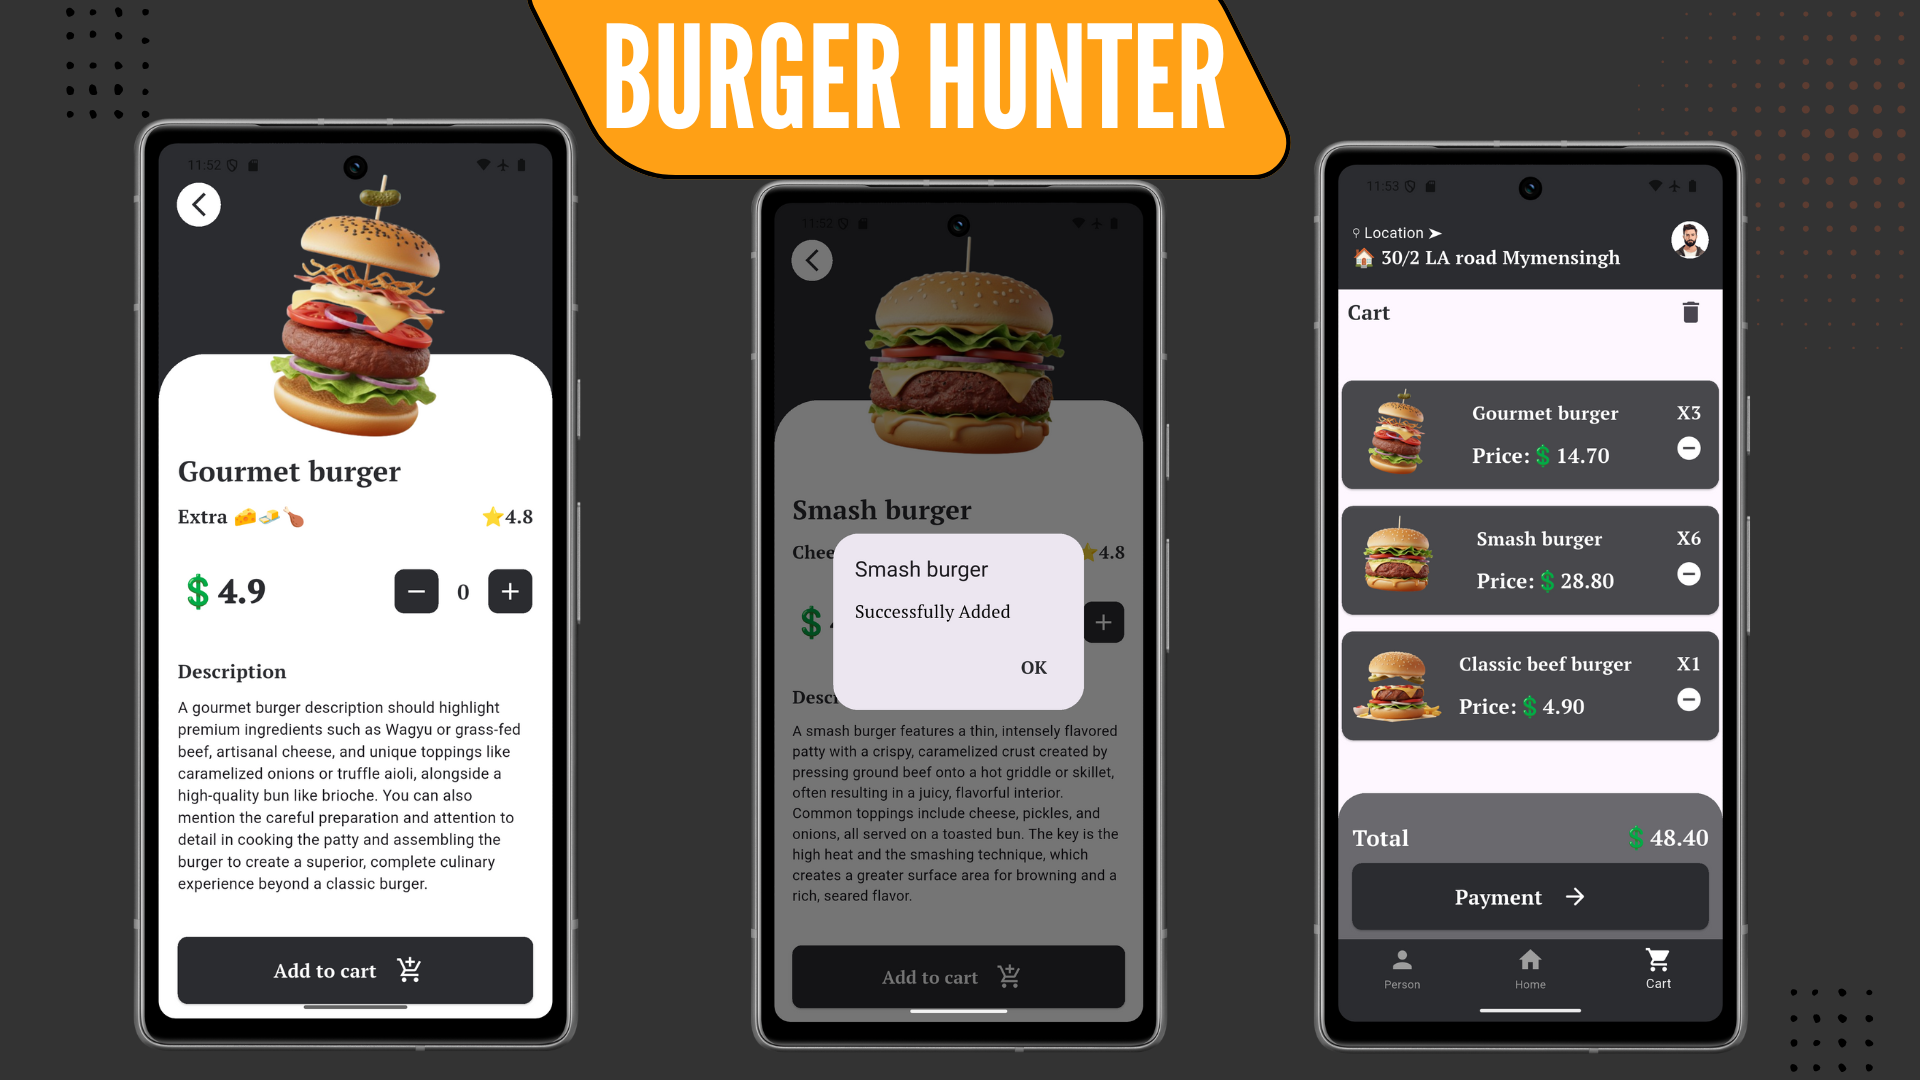 BURGER HUNTER
11:52
Gourmet burger
Extra 🧀🧈🍗
⭐4.8
💲4.9
− 0 +
Description
A gourmet burger description should highlight
premium ingredients such as Wagyu or grass-fed
beef, artisanal cheese, and unique toppings like
caramelized onions or truffle aioli, alongside a
high-quality bun like brioche. You can also
mention the careful preparation and attention to
detail in cooking the patty and assembling the
burger to create a superior, complete culinary
experience beyond a classic burger.
Add to cart
11:52
Smash burger
Chee
⭐4.8
💲
+
Smash burger
Successfully Added
OK
Descr
A smash burger features a thin, intensely flavored
patty with a crispy, caramelized crust created by
pressing ground beef onto a hot griddle or skillet,
often resulting in a juicy, flavorful interior.
Common toppings include cheese, pickles, and
onions, all served on a toasted bun. The key is the
high heat and the smashing technique, which
creates a greater surface area for browning and a
rich, seared flavor.
Add to cart
11:53
Location ➤
🏠 30/2 LA road Mymensingh
Cart
Gourmet burger X3
Price:💲14.70
Smash burger X6
Price:💲28.80
Classic beef burger X1
Price:💲4.90
Total 💲48.40
Payment →
Person Home Cart